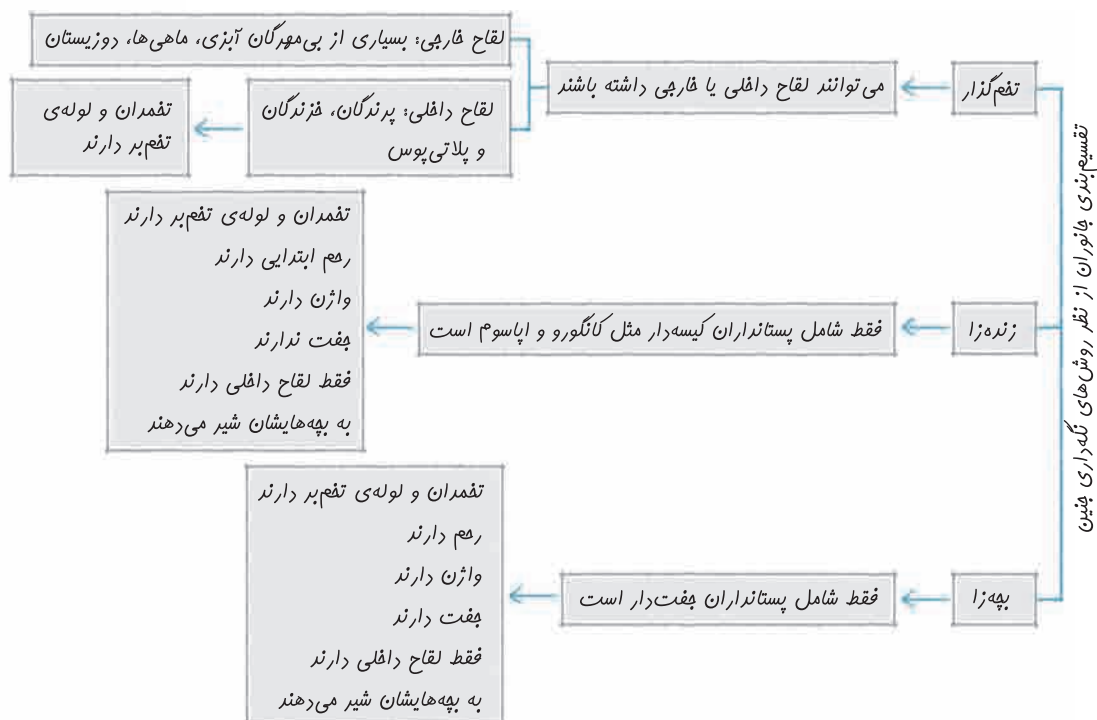 تقسیم‌بندی جانوران از نظر روش‌های نگه‌داری جنین
تخم‌گذار
می‌توانند لقاح داخلی یا خارجی داشته باشند
لقاح خارجی: بسیاری از بی‌مهرگان آبزی، ماهی‌ها، دوزیستان
لقاح داخلی: پرندگان، خزندگان
و پلاتی‌پوس
تخمدان و لوله‌ی
تخم‌بر دارند
زنده‌زا
فقط شامل پستانداران کیسه‌دار مثل کانگورو و اپاسوم است
تخمدان و لوله‌ی تخم‌بر دارند
رحم ابتدایی دارند
واژن دارند
جفت ندارند
فقط لقاح داخلی دارند
به بچه‌هایشان شیر می‌دهند
بچه‌زا
فقط شامل پستانداران جفت‌دار است
تخمدان و لوله‌ی تخم‌بر دارند
رحم دارند
واژن دارند
جفت دارند
فقط لقاح داخلی دارند
به بچه‌هایشان شیر می‌دهند